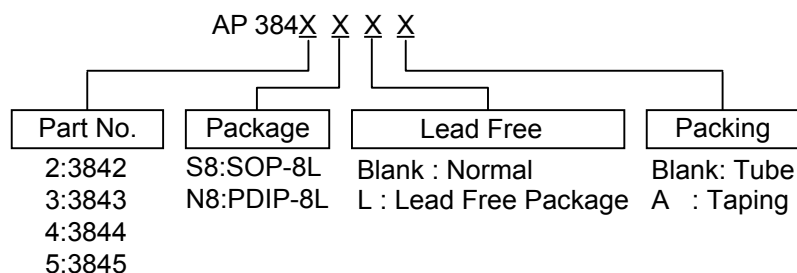 AP 384X X X X
Part No. Package Lead Free Packing
2:3842 S8:SOP-8L Blank : Normal Blank: Tube
3:3843 N8:PDIP-8L L : Lead Free Package A : Taping
4:3844
5:3845